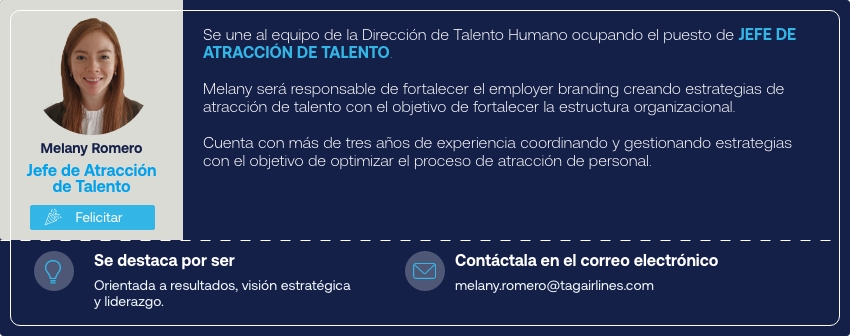 Se une al equipo de la Dirección de Talento Humano ocupando el puesto de JEFE DE
ATRACCIÓN DE TALENTO.
Melany será responsable de fortalecer el employer branding creando estrategias de
atracción de talento con el objetivo de fortalecer la estructura organizacional.
Cuenta con más de tres años de experiencia coordinando y gestionando estrategias
con el objetivo de optimizar el proceso de atracción de personal.
Melany Romero
Jefe de Atracción
de Talento
Felicitar
Se destaca por ser
Orientada a resultados, visión estratégica
y liderazgo.
Contáctala en el correo electrónico
melany.romero@tagairlines.com